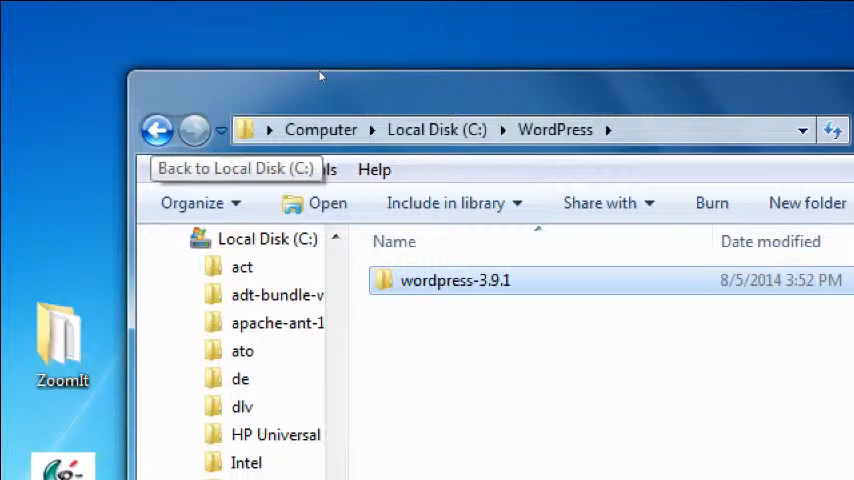 Computer Local Disk (C:) WordPress
Back to Local Disk (C:) ls Help
Organize Open Include in library Share with Burn New folder
Local Disk (C:) Name Date modified
act wordpress-3.9.1 8/5/2014 3:52 PM
adt-bundle-v
apache-ant-1
ato
de
dlv
HP Universal
Intel
ZoomIt